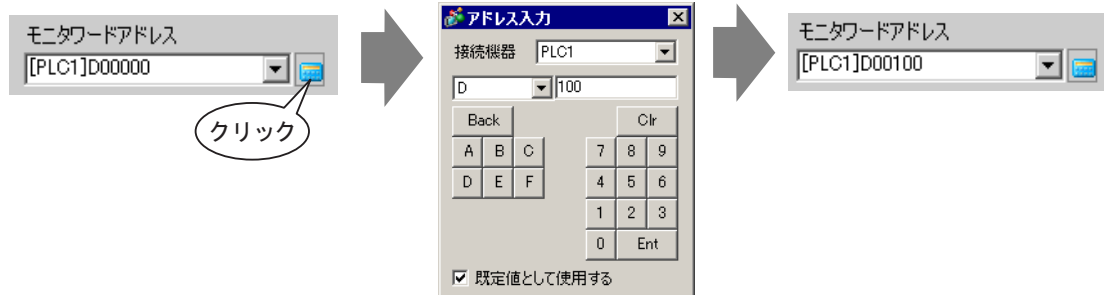 モニタワードアドレス
[PLC1]D00000
クリック
アドレス入力
接続機器 PLC1
D 100
Back Clr
A B C 7 8 9
D E F 4 5 6
1 2 3
0 Ent
既定値として使用する
モニタワードアドレス
[PLC1]D00100